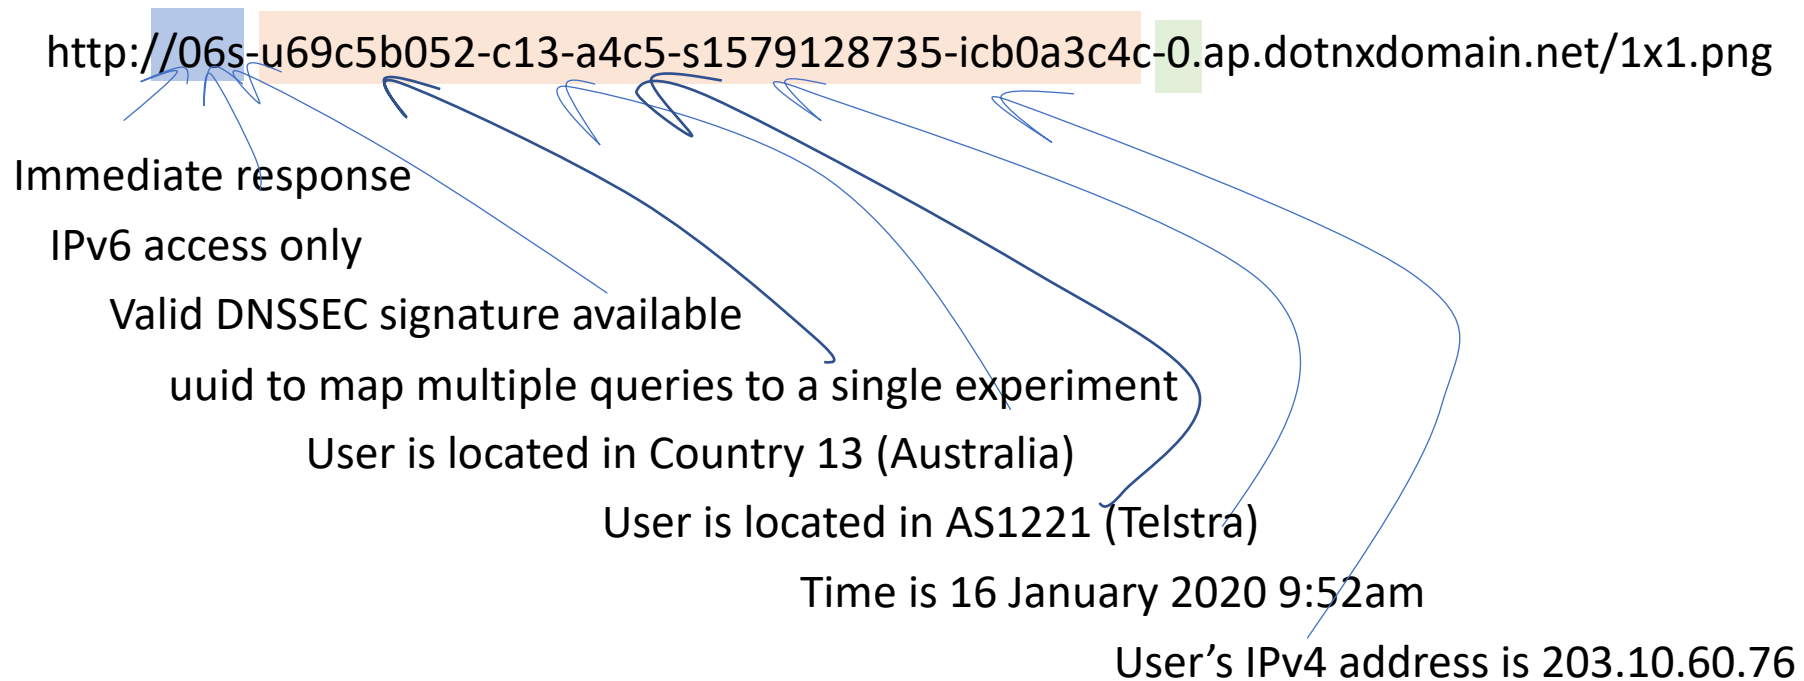 http://06s-u69c5b052-c13-a4c5-s1579128735-icb0a3c4c-0.ap.dotnxdomain.net/1x1.png
Immediate response
IPv6 access only
Valid DNSSEC signature available
uuid to map multiple queries to a single experiment
User is located in Country 13 (Australia)
User is located in AS1221 (Telstra)
Time is 16 January 2020 9:52am
User’s IPv4 address is 203.10.60.76